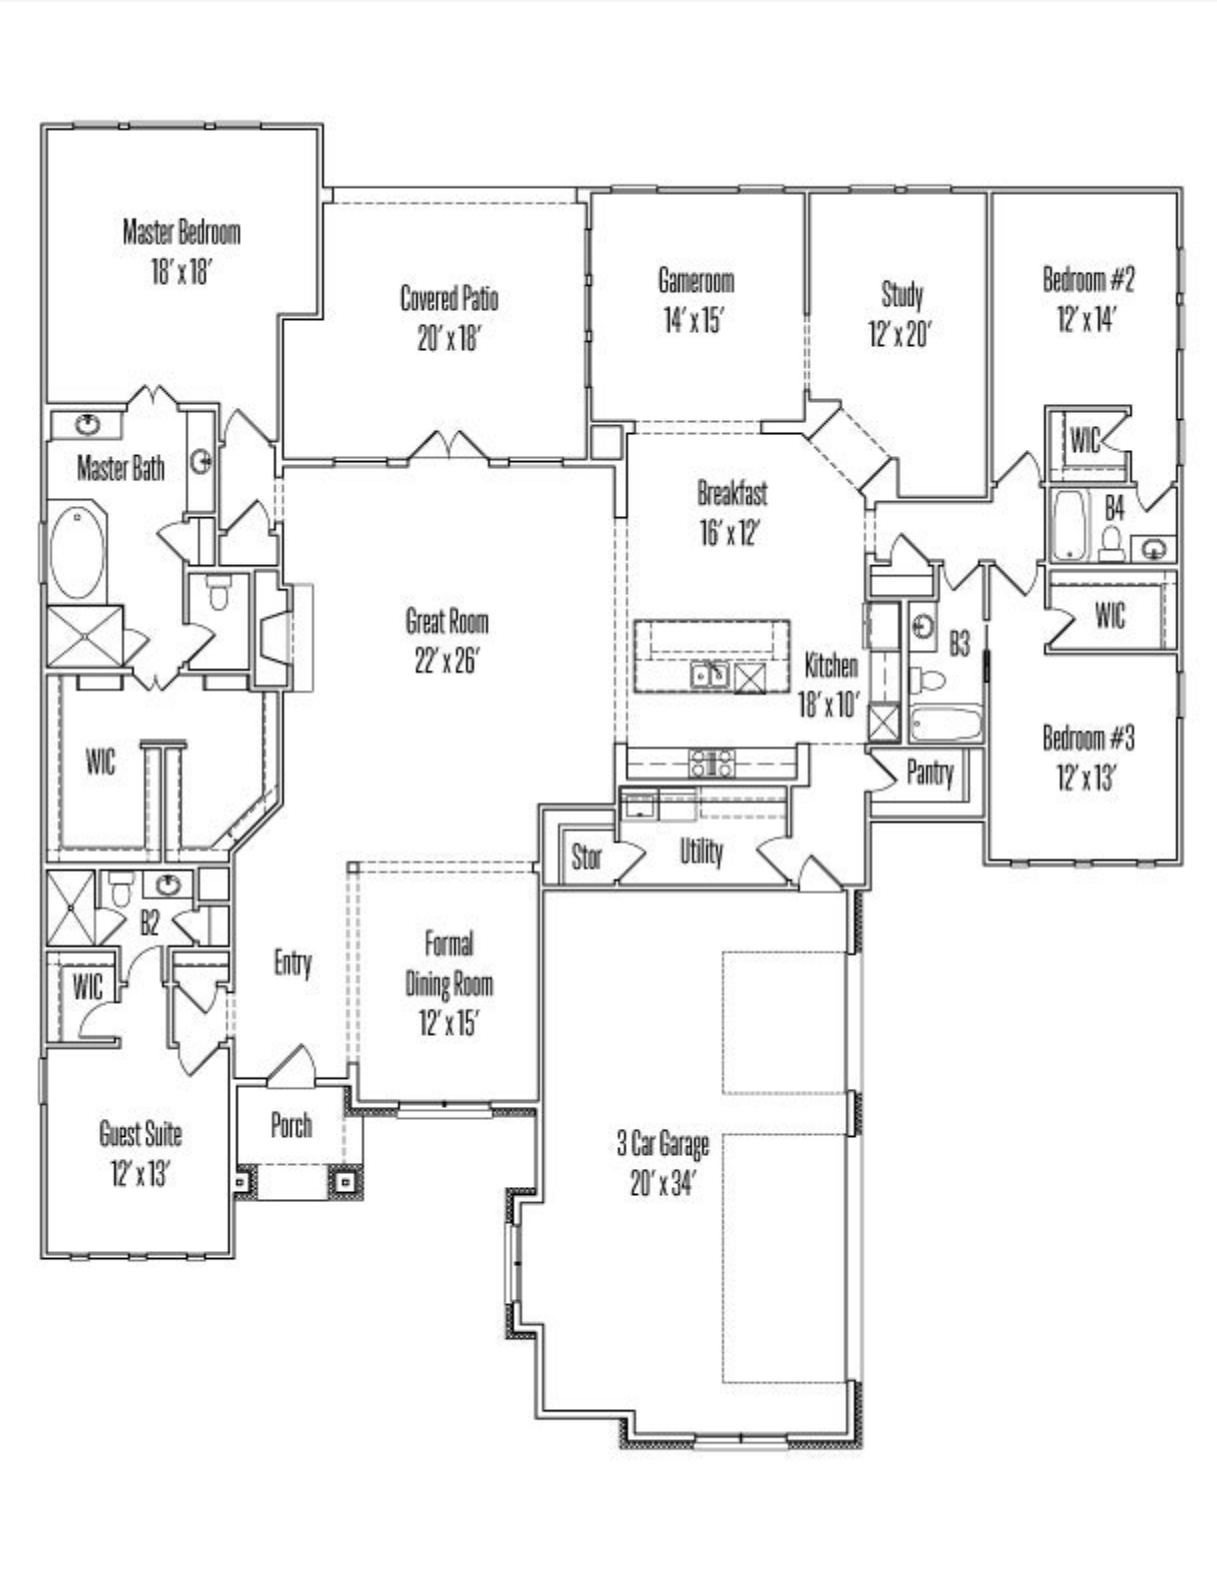 Master Bedroom
18' x 18'
Covered Patio
20' x 18'
Gameroom
14' x 15'
Study
12' x 20'
Bedroom #2
12' x 14'
WIC
Master Bath
Breakfast
16' x 12'
B4
Great Room
22' x 26'
WIC
B3
Kitchen
18' x 10'
Bedroom #3
12' x 13'
WIC
Pantry
Stor
Utility
B2
Formal
Dining Room
12' x 15'
Entry
WIC
Guest Suite
12' x 13'
Porch
3 Car Garage
20' x 34'